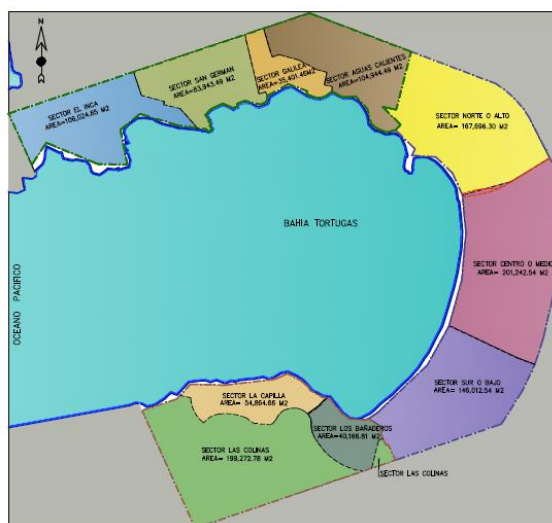 N
SECTOR SAN GERMAN
AREA=83,943.49 M2
SECTOR GALILEA
AREA=35,401.46M2
SECTOR AGUAS CALIENTES
AREA=104,944.49 M2
SECTOR EL INCA
AREA=106,024.85 M2
SECTOR NORTE O ALTO
AREA= 167,696.30 M2
BAHIA TORTUGAS
SECTOR CENTRO O MEDIO
AREA= 201,242.54 M2
OCEANO PACIFICO
SECTOR SUR O BAJO
AREA= 146,012.54 M2
SECTOR LA CAPILLA
AREA= 54,864.66 M2
SECTOR LOS BAÑADEROS
AREA=40,166.81 M2
SECTOR LAS COLINAS
AREA= 199,272.78 M2
SECTOR LAS COLINAS